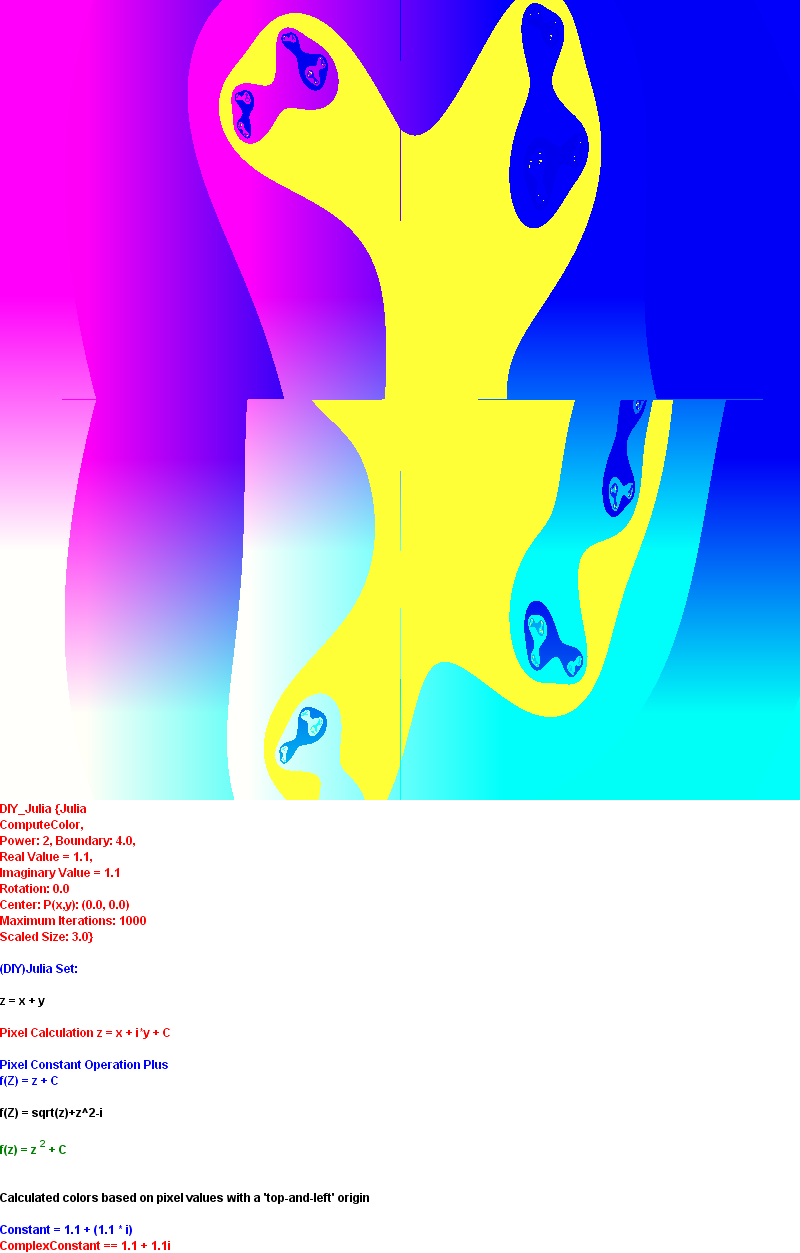 DIY_Julia {Julia
ComputeColor,
Power: 2, Boundary: 4.0,
Real Value = 1.1,
Imaginary Value = 1.1
Rotation: 0.0
Center: P(x,y): (0.0, 0.0)
Maximum Iterations: 1000
Scaled Size: 3.0}
(DIY)Julia Set:
z = x + y
Pixel Calculation z = x + i*y + C
Pixel Constant Operation Plus
f(Z) = z + C
f(Z) = sqrt(z)+z^2-i
f(z) = z 2 + C
Calculated colors based on pixel values with a 'top-and-left' origin
Constant = 1.1 + (1.1 * i)
ComplexConstant == 1.1 + 1.1i